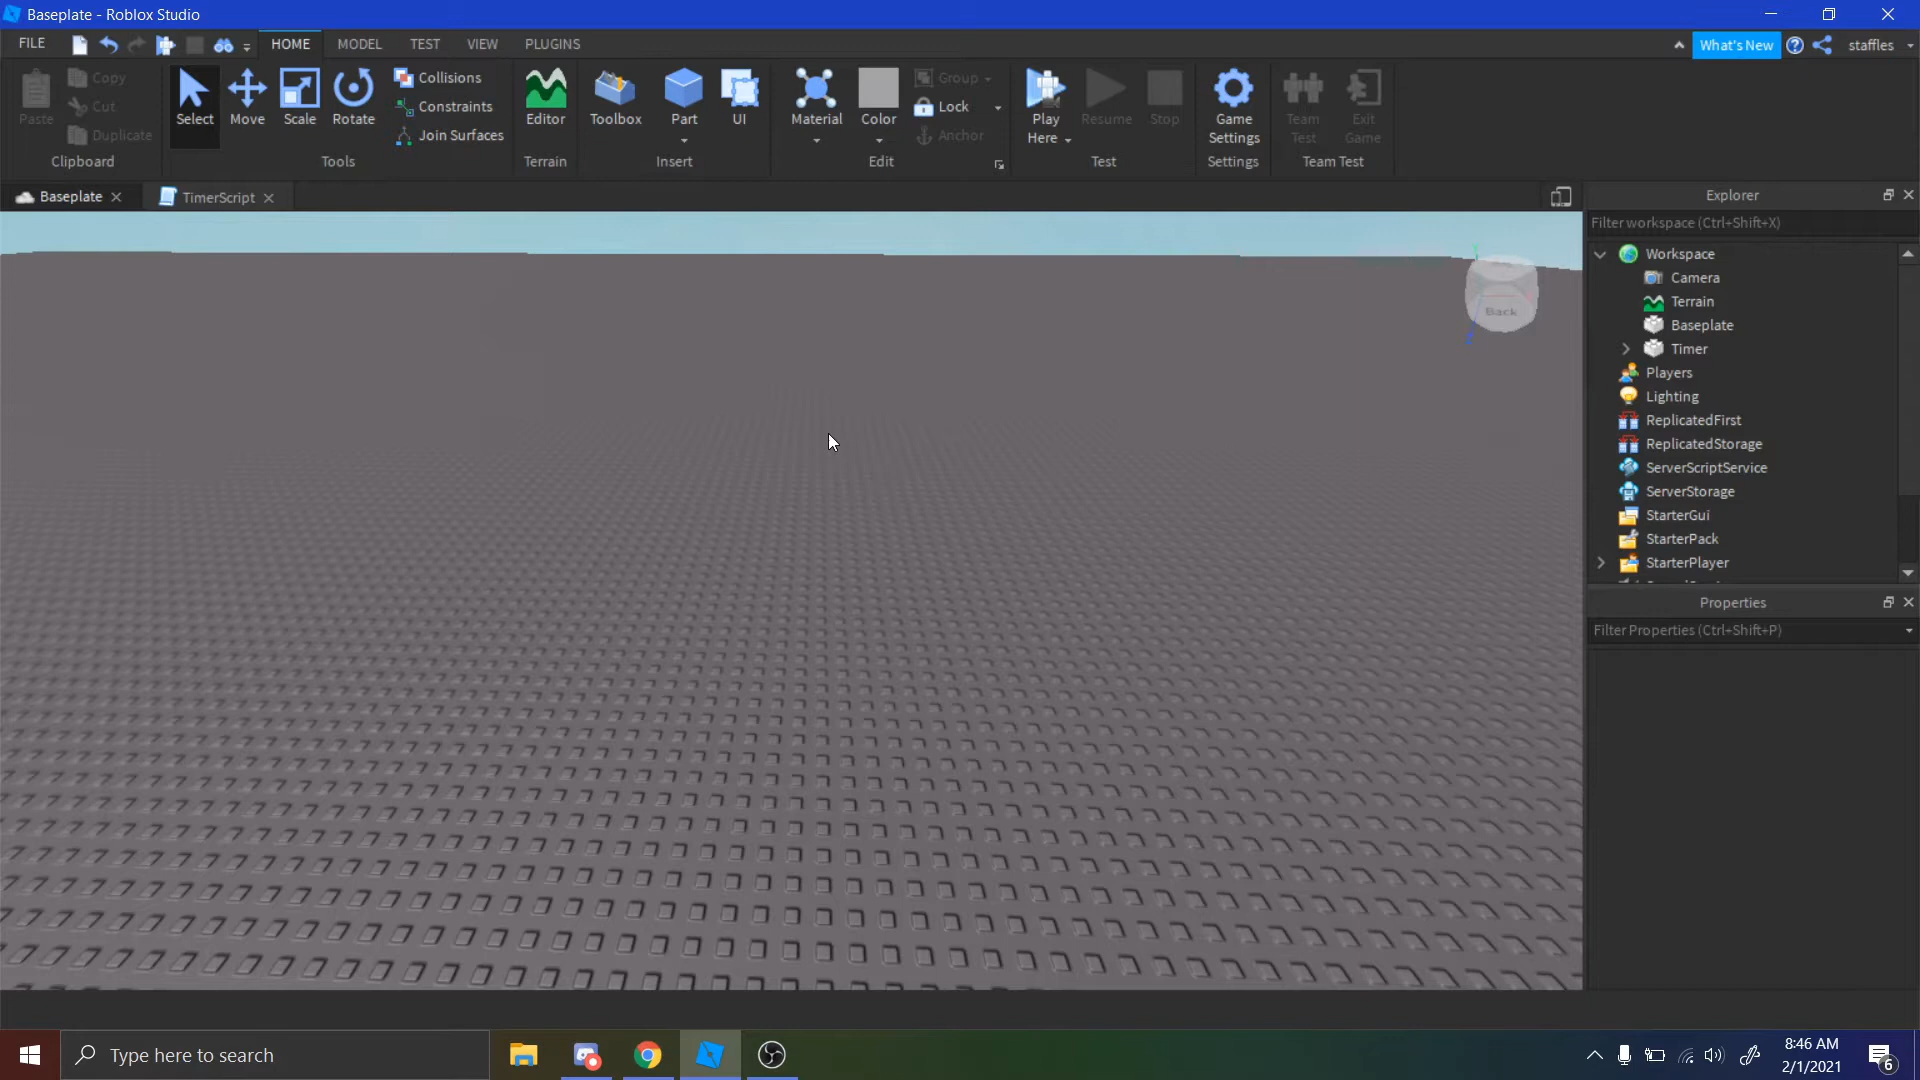 Baseplate - Roblox Studio
FILE HOME MODEL TEST VIEW PLUGINS What's New staffles
Paste Copy Cut Duplicate Clipboard
Select Move Scale Rotate Collisions Constraints Join Surfaces Tools
Editor Terrain
Toolbox Part UI Insert
Material Color Group Lock Anchor Edit
Play Here Resume Stop Test
Game Settings Settings
Team Test Exit Game Team Test
Baseplate TimerScript
Back
Explorer
Filter workspace (Ctrl+Shift+X)
Workspace
Camera
Terrain
Baseplate
Timer
Players
Lighting
ReplicatedFirst
ReplicatedStorage
ServerScriptService
ServerStorage
StarterGui
StarterPack
StarterPlayer
Properties
Filter Properties (Ctrl+Shift+P)
Type here to search
8:46 AM
2/1/2021
6